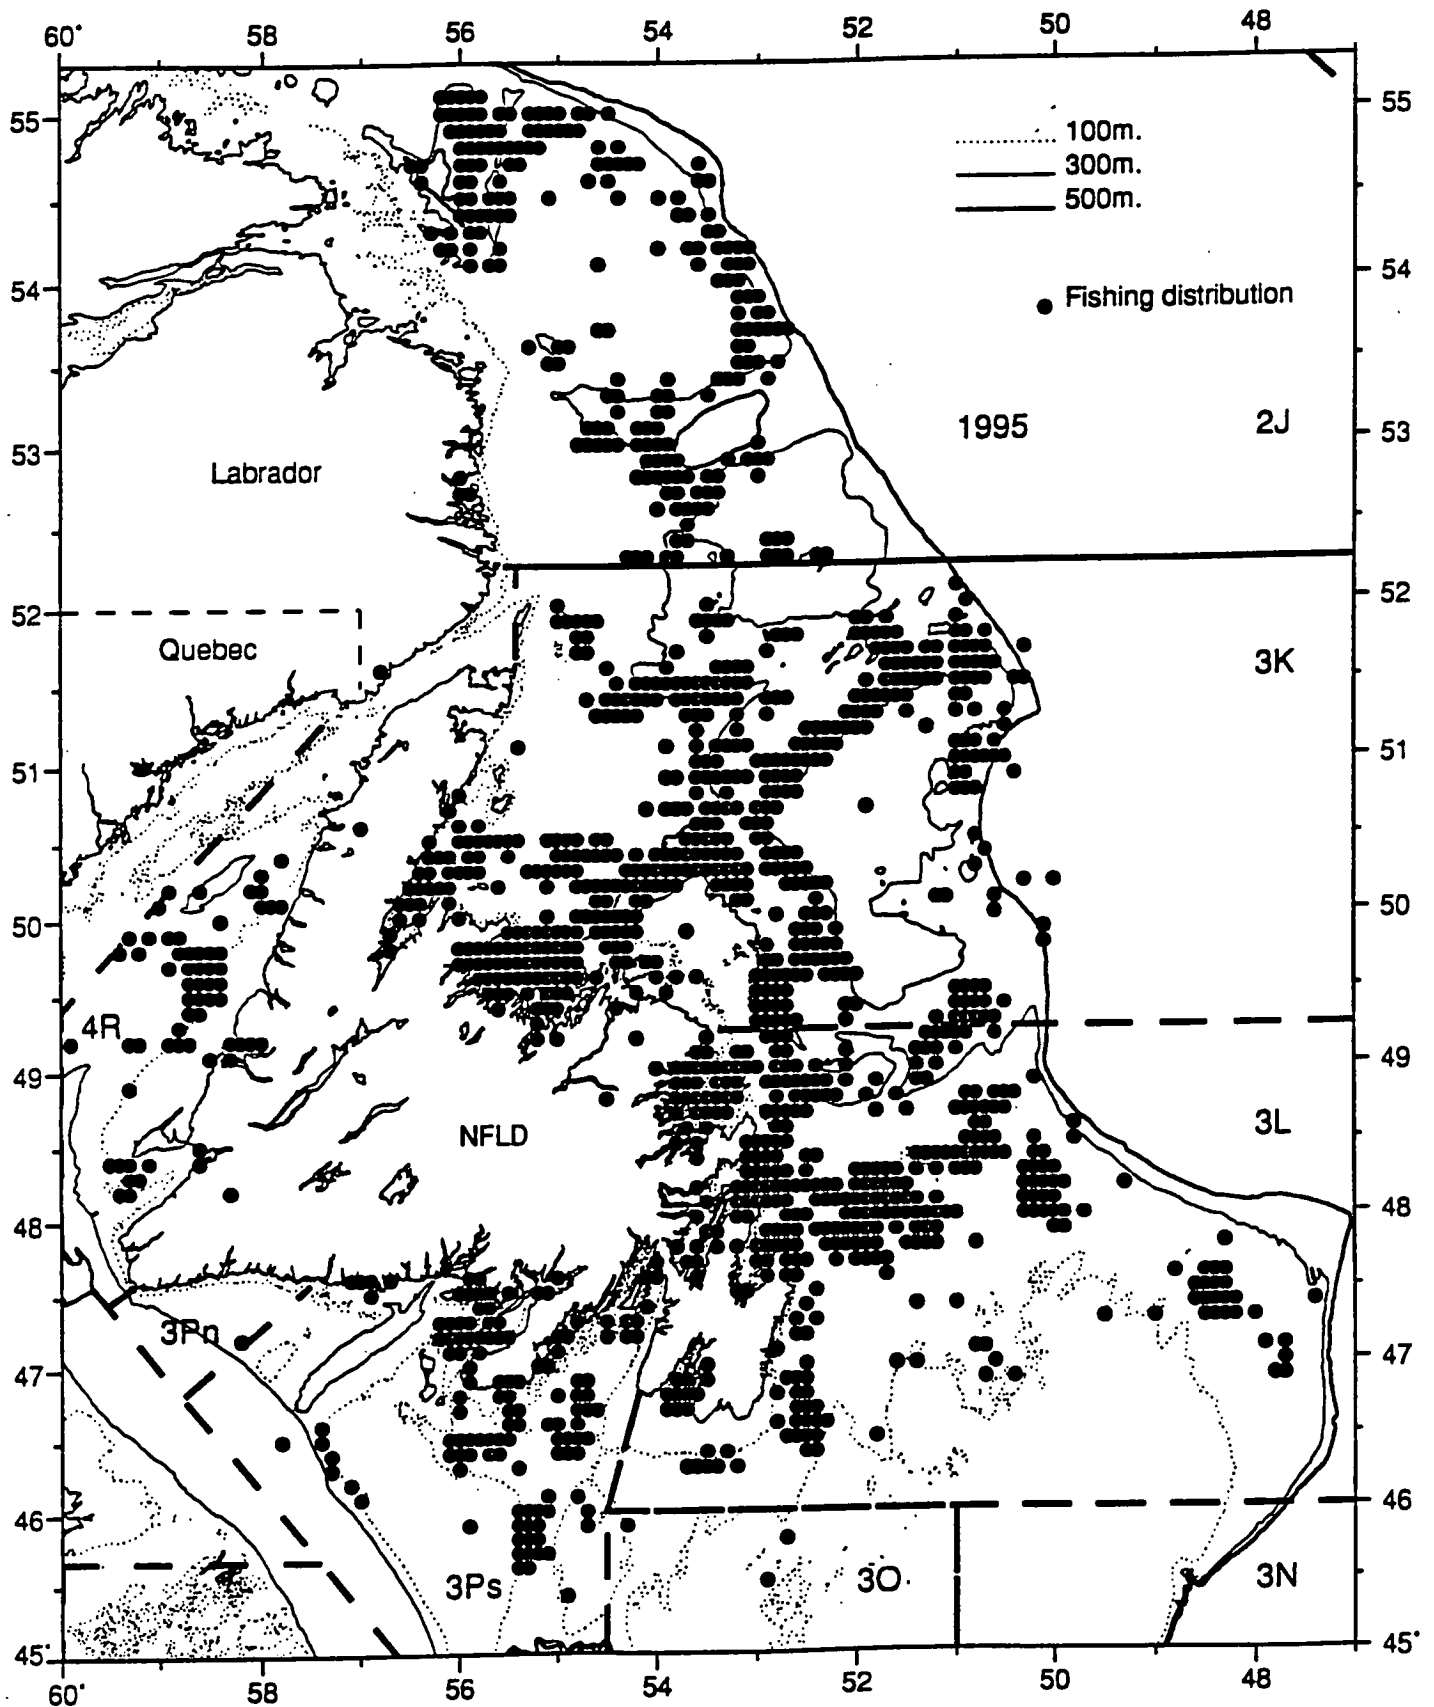 60° 58 56 54 52 50 48
55 55
100m.
300m.
500m.
54 54
Fishing distribution
1995 2J
53 53
Labrador
52 52
Quebec
3K
51 51
50 50
4R
49 49
NFLD
3L
48 48
3Pn
47 47
46 46
3Ps 3O 3N
45° 45°
60° 58 56 54 52 50 48